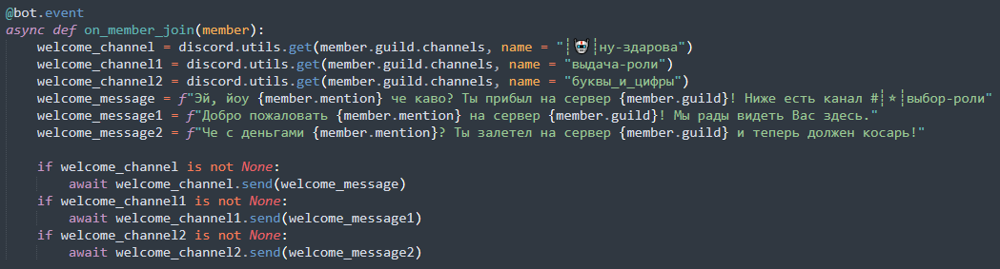 @bot.event
async def on_member_join(member):
    welcome_channel = discord.utils.get(member.guild.channels, name = "┊🤖┊ну-здарова")
    welcome_channel1 = discord.utils.get(member.guild.channels, name = "выдача-роли")
    welcome_channel2 = discord.utils.get(member.guild.channels, name = "буквы_и_цифры")
    welcome_message = f"Эй, йоу {member.mention} че каво? Ты прибыл на сервер {member.guild}! Ниже есть канал #┊⭐┊выбор-роли"
    welcome_message1 = f"Добро пожаловать {member.mention} на сервер {member.guild}! Мы рады видеть Вас здесь."
    welcome_message2 = f"Че с деньгами {member.mention}? Ты залетел на сервер {member.guild} и теперь должен косарь!"

    if welcome_channel is not None:
        await welcome_channel.send(welcome_message)
    if welcome_channel1 is not None:
        await welcome_channel1.send(welcome_message1)
    if welcome_channel2 is not None:
        await welcome_channel2.send(welcome_message2)